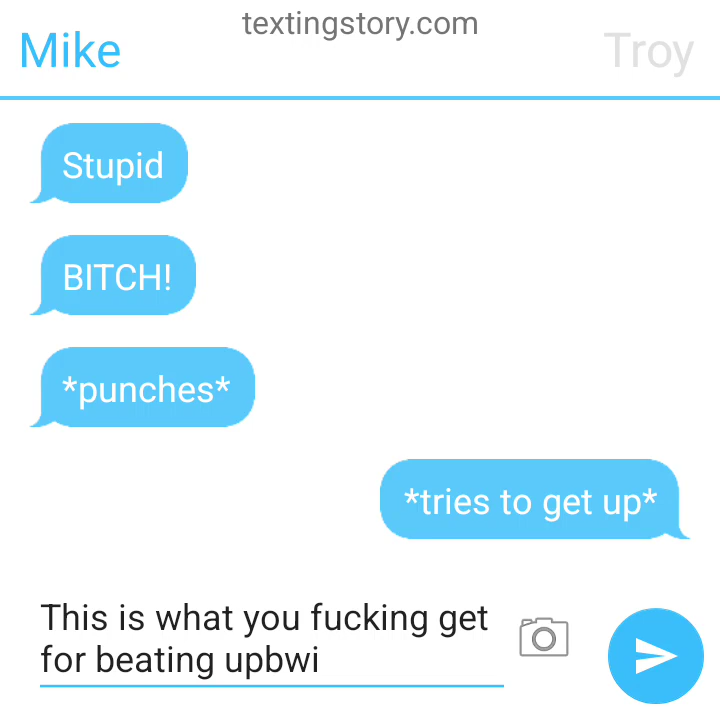 textingstory.com
Mike
Troy
Stupid
BITCH!
*punches*
*tries to get up*
This is what you fucking get
for beating upbwi